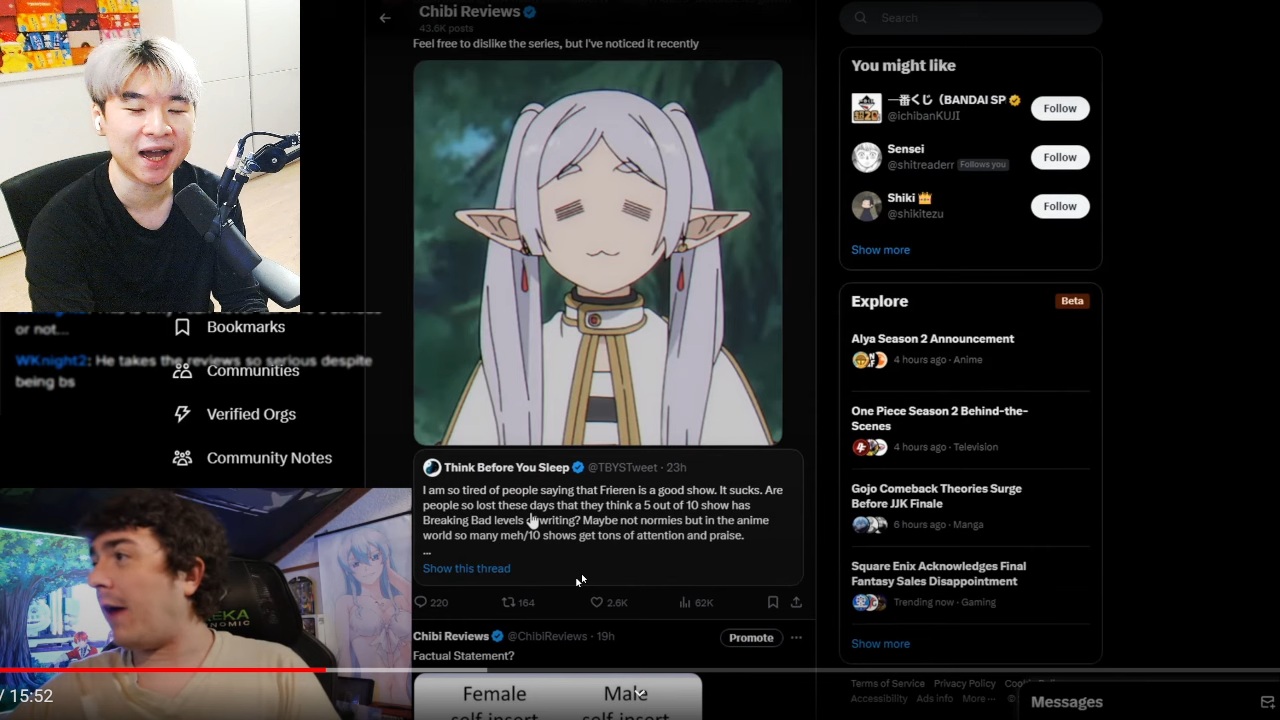 Chibi Reviews
43.6K posts
Feel free to dislike the series, but I've noticed it recently
or not...
WKnight2: He takes the reviews so serious despite
being bs
Bookmarks
Communities
Verified Orgs
Community Notes
Think Before You Sleep @TBYSTweet · 23h
I am so tired of people saying that Frieren is a good show. It sucks. Are
people so lost these days that they think a 5 out of 10 show has
Breaking Bad levels writing? Maybe not normies but in the anime
world so many meh/10 shows get tons of attention and praise.
...
Show this thread
220
164
2.6K
62K
Chibi Reviews @ChibiReviews · 19h
Promote
Factual Statement?
Female
Male
self insert
self insert
/ 15:52
Search
You might like
一番くじ（BANDAI SP
@ichibanKUJI
Follow
Sensei
@shitreaderr Follows you
Follow
Shiki
@shikitezu
Follow
Show more
Explore
Beta
Alya Season 2 Announcement
4 hours ago · Anime
One Piece Season 2 Behind-the-
Scenes
4 hours ago · Television
Gojo Comeback Theories Surge
Before JJK Finale
6 hours ago · Manga
Square Enix Acknowledges Final
Fantasy Sales Disappointment
Trending now · Gaming
Show more
Terms of Service Privacy Policy
Accessibility Ads info More ···
Messages